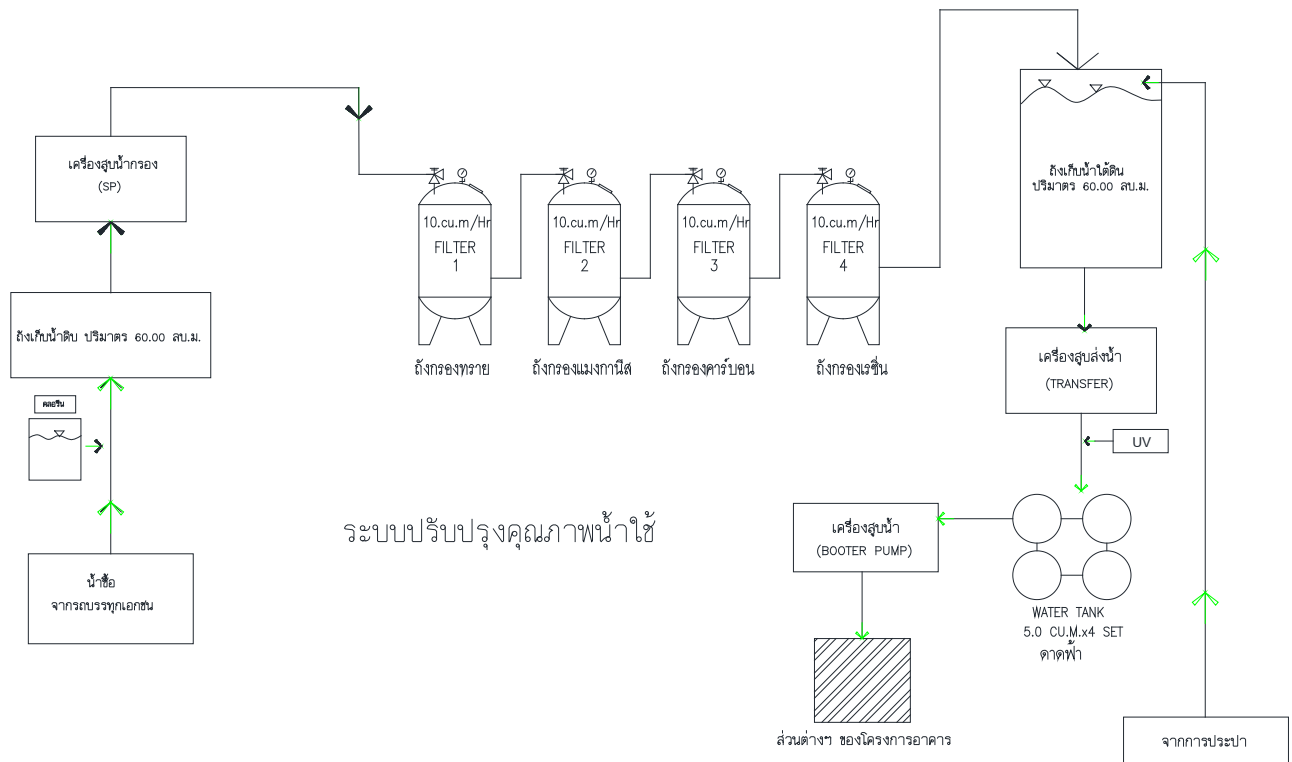 เครื่องสูบน้ำกรอง
(SP)
ถังเก็บน้ำดิบ ปริมาตร 60.00 ลบ.ม.
คลอรีน
น้ำซื้อ
จากรถบรรทุกเอกชน
10.cu.m/Hr
FILTER
1
ถังกรองทราย
10.cu.m/Hr
FILTER
2
ถังกรองแมงกานีส
10.cu.m/Hr
FILTER
3
ถังกรองคาร์บอน
10.cu.m/Hr
FILTER
4
ถังกรองเรซิ่น
ถังเก็บน้ำใต้ดิน
ปริมาตร 60.00 ลบ.ม.
เครื่องสูบส่งน้ำ
(TRANSFER)
UV
ระบบปรับปรุงคุณภาพน้ำใช้
เครื่องสูบน้ำ
(BOOTER PUMP)
WATER TANK
5.0 CU.M.x4 SET
ดาดฟ้า
ส่วนต่างๆ ของโครงการอาคาร
จากการประปา